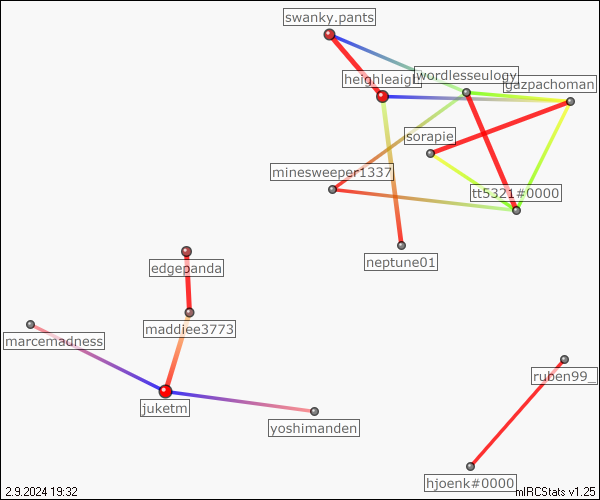 swanky.pants
heighleaigh
wordlesseulogy
gazpachoman
sorapie
minesweeper1337
tt5321#0000
neptune01
edgepanda
maddiee3773
marcemadness
ruben99_
juketm
yoshimanden
hjoenk#0000
2.9.2024 19:32
mIRCStats v1.25